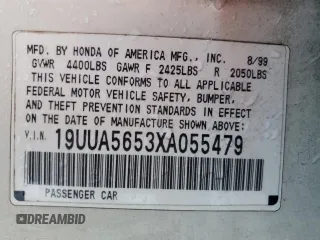 MFD. BY HONDA OF AMERICA MFG., INC. 8/99
GVWR 4400LBS GAWR F 2425LBS R 2050LBS
THIS VEHICLE CONFORMS TO ALL APPLICABLE
FEDERAL MOTOR VEHICLE SAFETY, BUMPER,
AND THEFT PREVENTION STANDARDS IN EFFECT ON
THE DATE OF MANUFACTURE SHOWN ABOVE.
V.I.N. 19UUA5653XA055479
PASSENGER CAR
DREAMBID